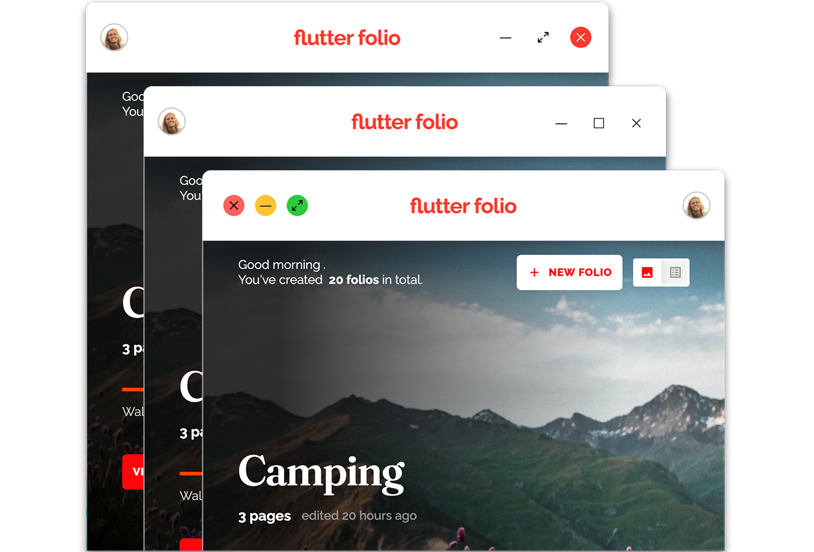 flutter folio
Goo
You
C
3 pa
Wal
VI
flutter folio
Goo
You'
C
3 pa
Wal
flutter folio
Good morning .
You've created 20 folios in total.
+ NEW FOLIO
Camping
3 pages edited 20 hours ago